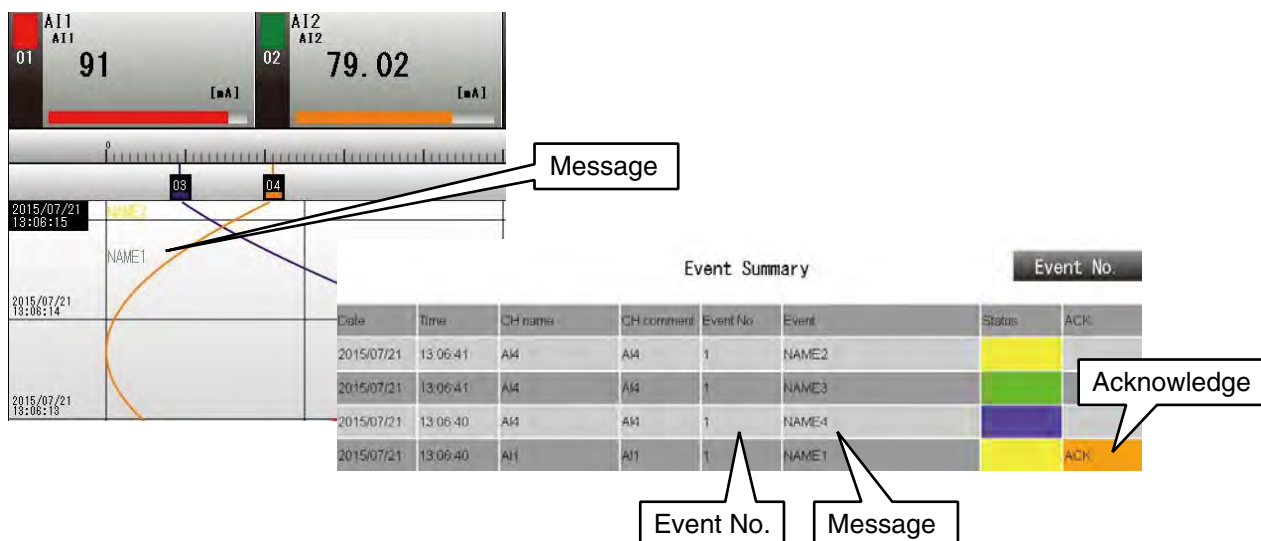 AI1
AI1
01
91
[mA]
AI2
AI2
02
79.02
[mA]
0
03
04
Message
2015/07/21
13:06:15
NAME2
NAME1
2015/07/21
13:06:14
2015/07/21
13:06:13
Event Summary
Event No.
Date Time CH name CH comment Event No Event Status ACK
2015/07/21 13:06:41 AI4 AI4 1 NAME2
2015/07/21 13:06:41 AI4 AI4 1 NAME3
2015/07/21 13:06:40 AI4 AI4 1 NAME4
2015/07/21 13:06:40 AI1 AI1 1 NAME1 ACK
Acknowledge
Event No.
Message